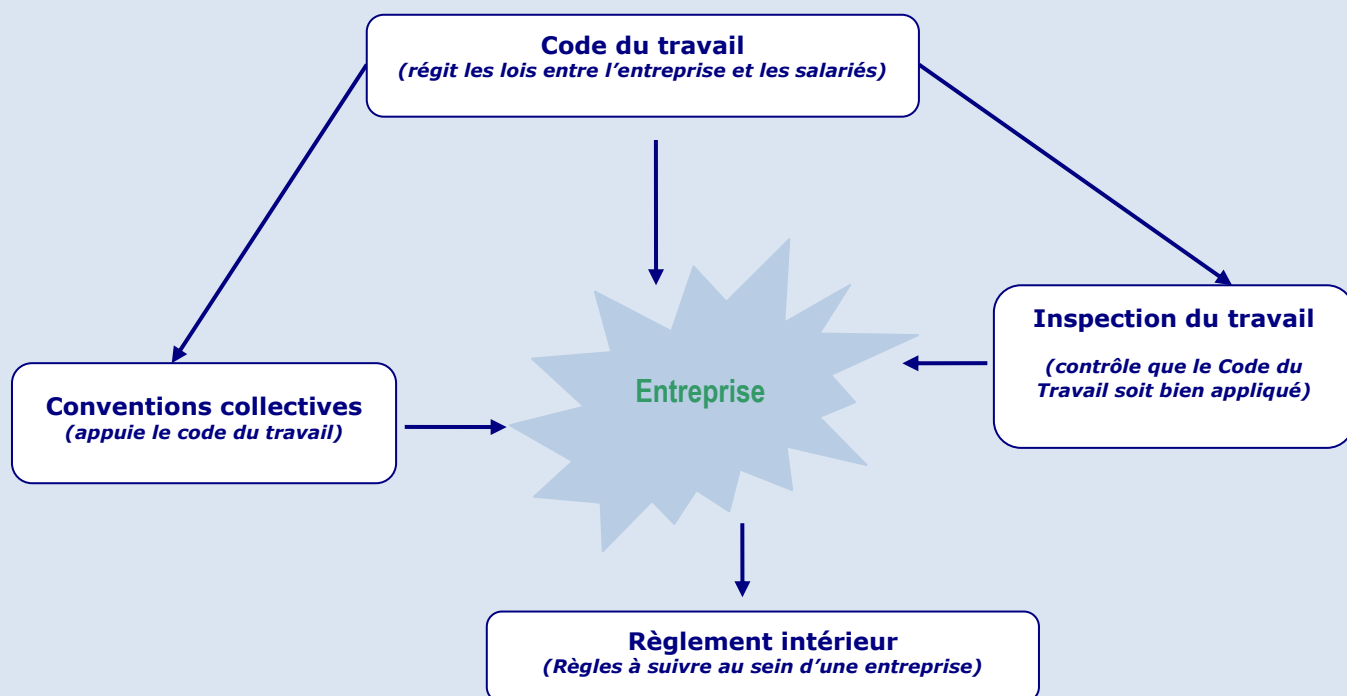 Code du travail
(régit les lois entre l’entreprise et les salariés)
Inspection du travail
(contrôle que le Code du
Travail soit bien appliqué)
Entreprise
Conventions collectives
(appuie le code du travail)
Règlement intérieur
(Règles à suivre au sein d’une entreprise)